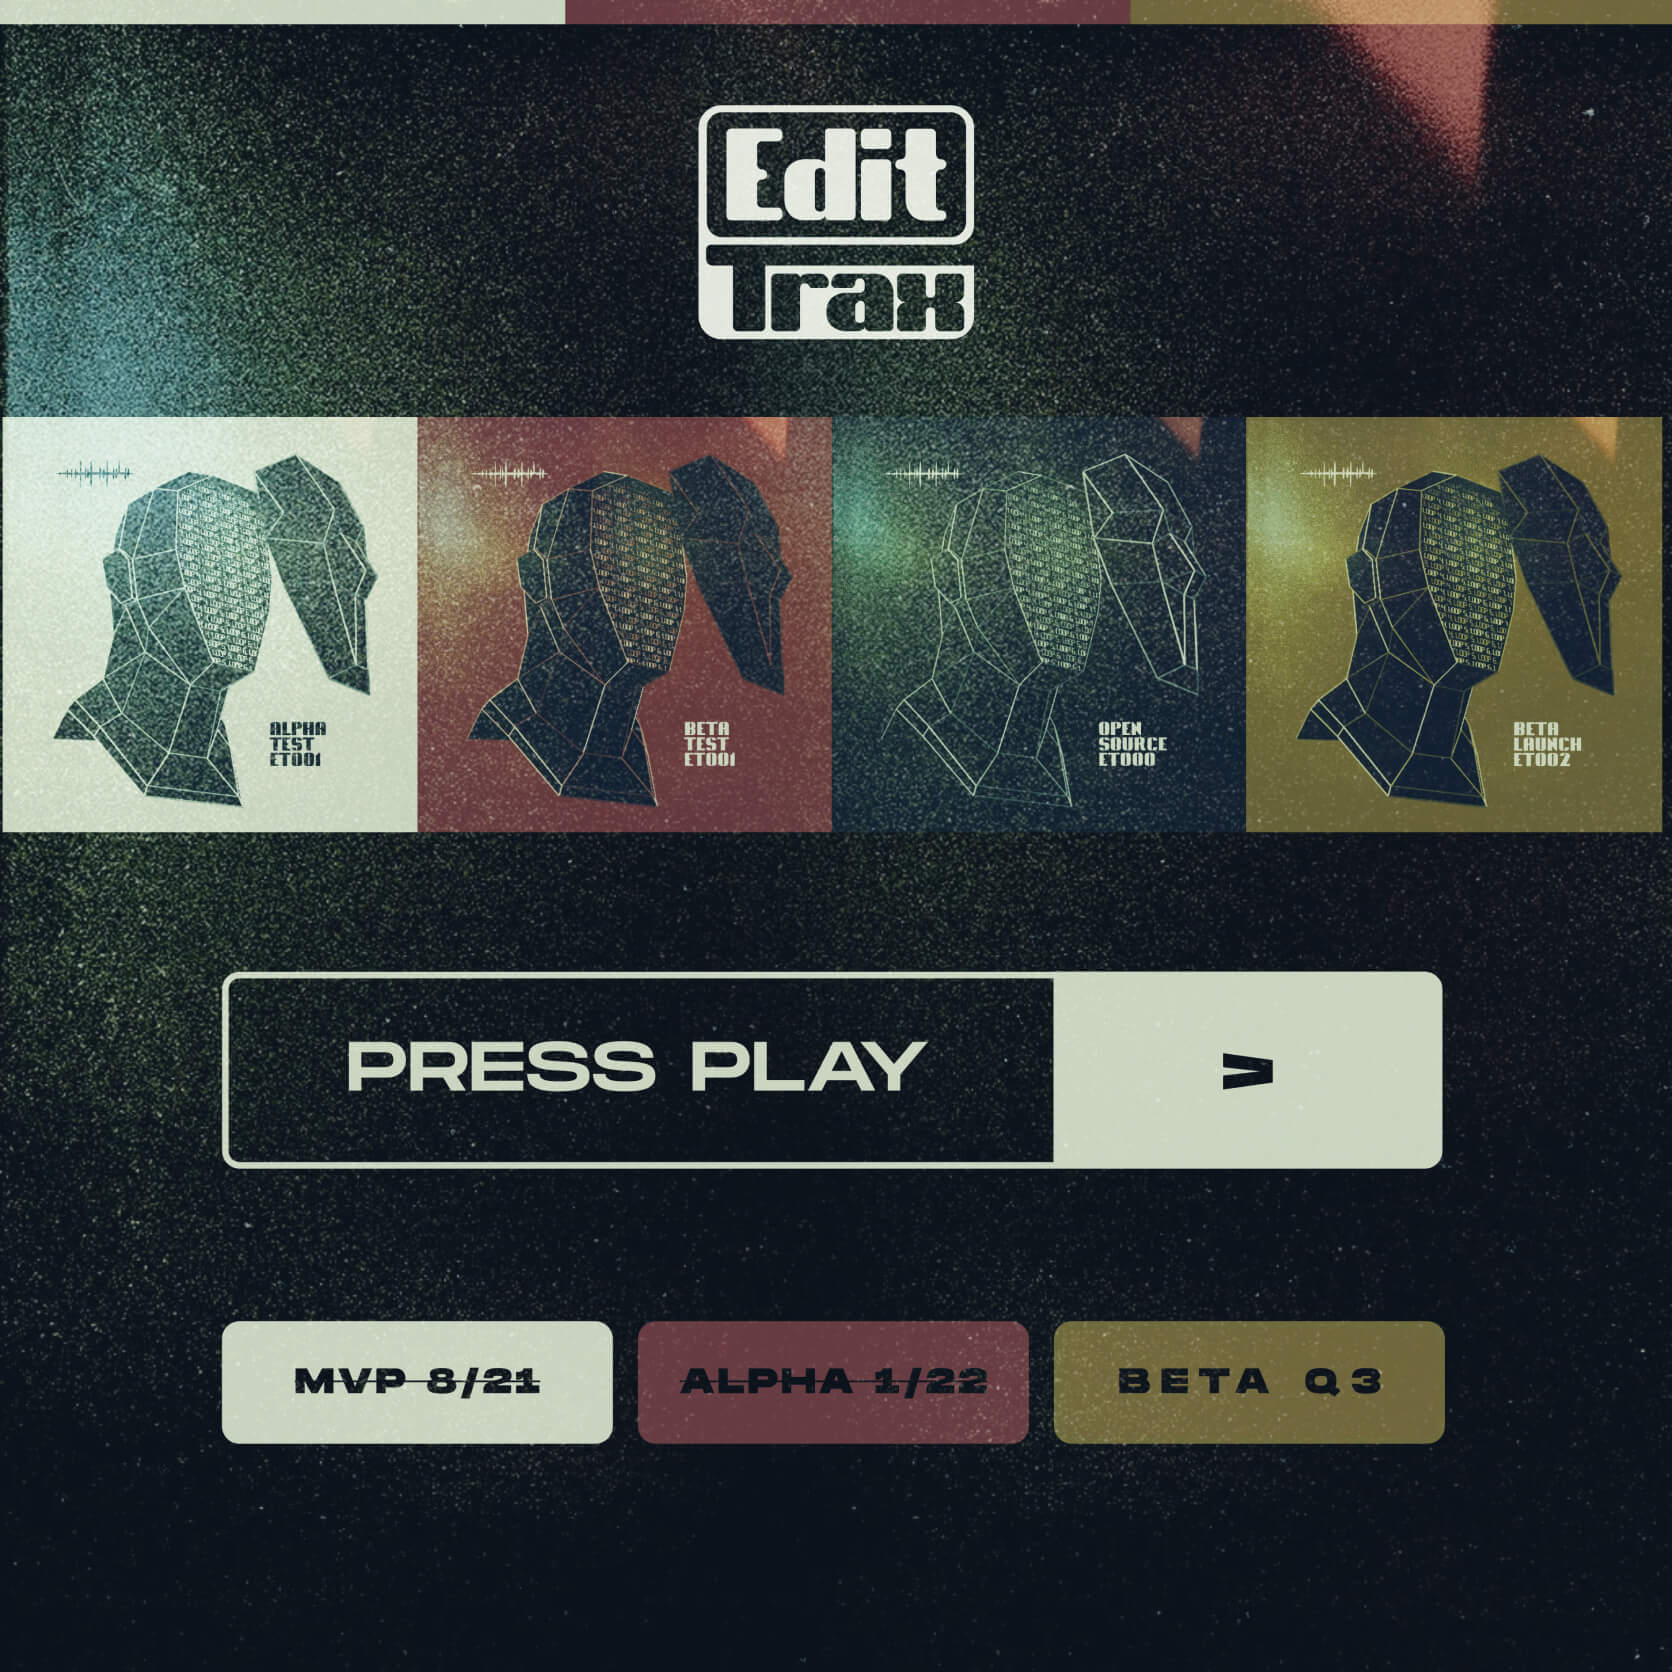 Edit
Trax
ALPHA
TEST
ET001
BETA
TEST
ET001
OPEN
SOURCE
ET000
BETA
LAUNCH
ET002
PRESS PLAY >
MVP 8/21
ALPHA 1/22
BETA Q3